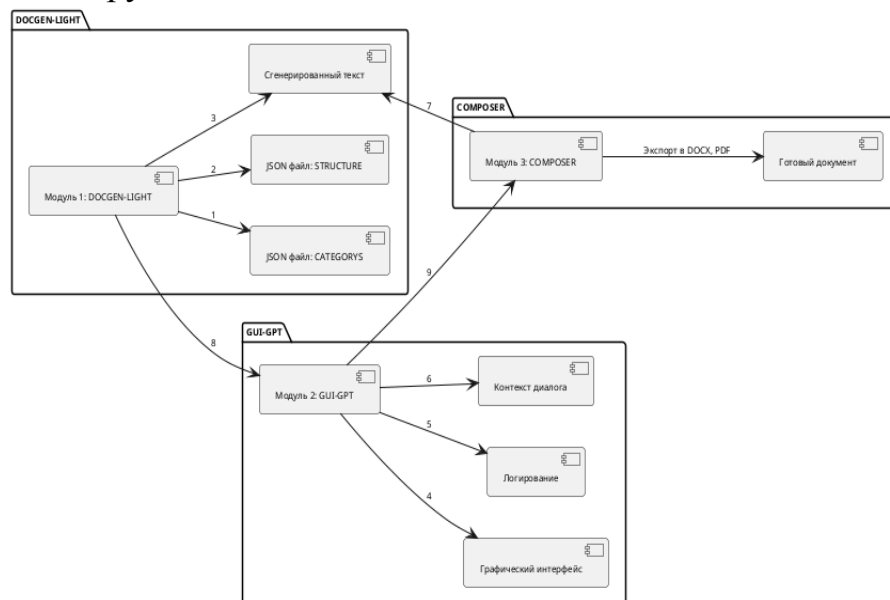 DOCGEN-LIGHT
Сгенерированный текст
3
7
COMPOSER
JSON файл: STRUCTURE
2
Модуль 3: COMPOSER
Экспорт в DOCX, PDF
Готовый документ
Модуль 1: DOCGEN-LIGHT
1
JSON файл: CATEGORYS
9
GUI-GPT
8
Модуль 2: GUI-GPT
6
Контекст диалога
5
Логирование
4
Графический интерфейс